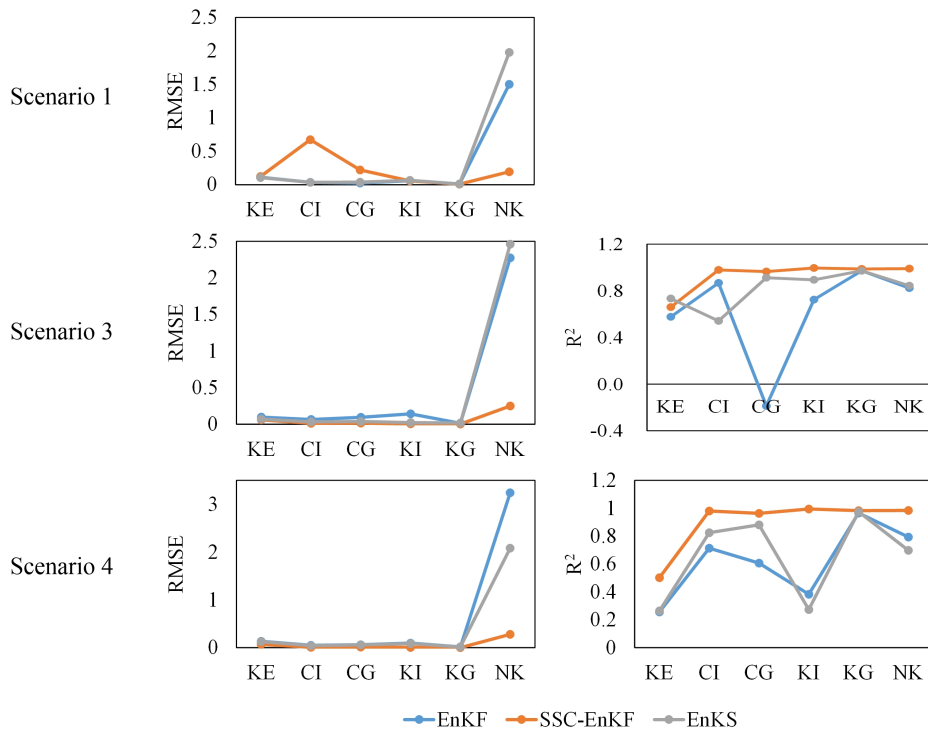 Scenario 1
RMSE
2.5
2
1.5
1
0.5
0
KE CI CG KI KG NK
Scenario 3
RMSE
2.5
2
1.5
1
0.5
0
KE CI CG KI KG NK
R²
1.2
0.8
0.4
0.0
-0.4
KE CI CG KI KG NK
Scenario 4
RMSE
3
2
1
0
KE CI CG KI KG NK
R²
1.2
1
0.8
0.6
0.4
0.2
0
KE CI CG KI KG NK
EnKF SSC-EnKF EnKS